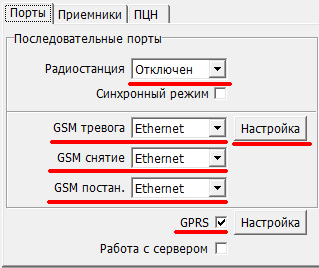 Порты Приемники ПЦН
Последовательные порты
Радиостанция Отключен
Синхронный режим
GSM тревога Ethernet Настройка
GSM снятие Ethernet
GSM постан. Ethernet
GPRS Настройка
Работа с сервером